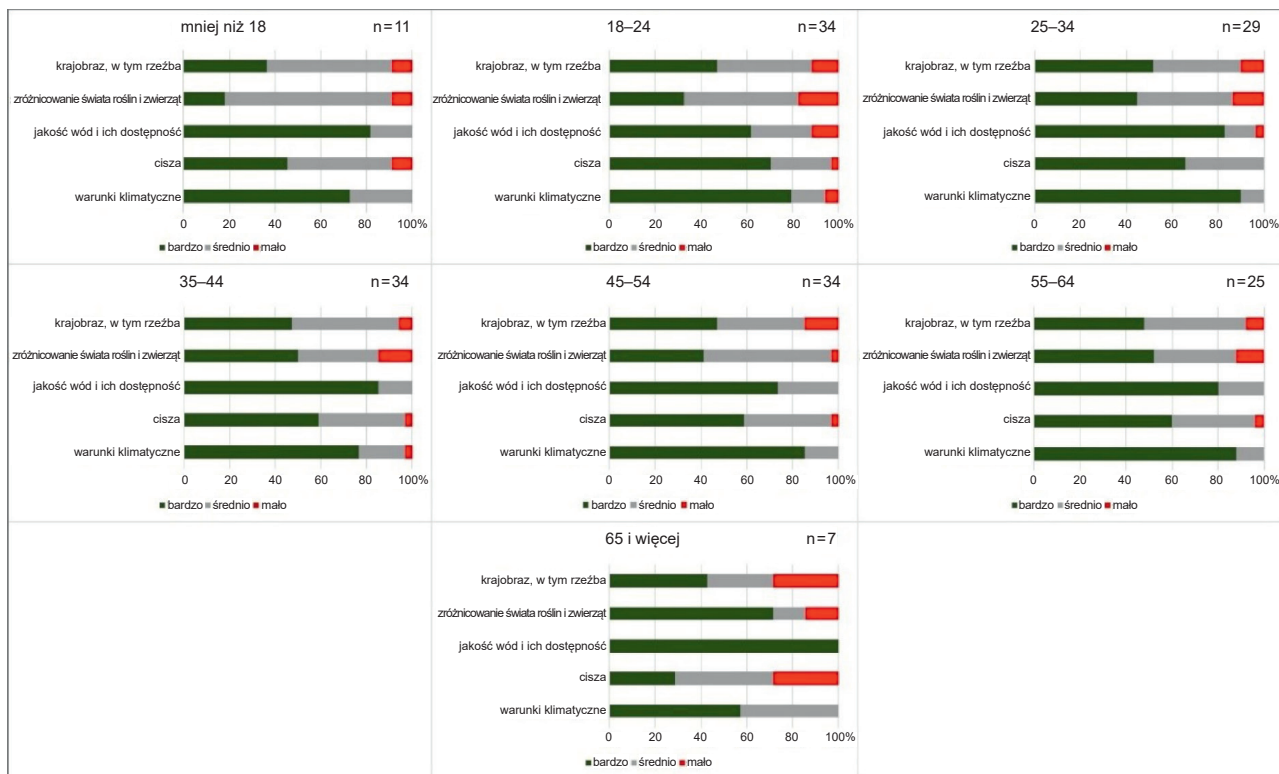 mniej niż 18 n=11
krajobraz, w tym rzeźba
zróżnicowanie świata roślin i zwierząt
jakość wód i ich dostępność
cisza
warunki klimatyczne
0 20 40 60 80 100%
bardzo średnio mało
18–24 n=34
krajobraz, w tym rzeźba
zróżnicowanie świata roślin i zwierząt
jakość wód i ich dostępność
cisza
warunki klimatyczne
0 20 40 60 80 100%
bardzo średnio mało
25–34 n=29
krajobraz, w tym rzeźba
zróżnicowanie świata roślin i zwierząt
jakość wód i ich dostępność
cisza
warunki klimatyczne
0 20 40 60 80 100%
bardzo średnio mało
35–44 n=34
krajobraz, w tym rzeźba
zróżnicowanie świata roślin i zwierząt
jakość wód i ich dostępność
cisza
warunki klimatyczne
0 20 40 60 80 100%
bardzo średnio mało
45–54 n=34
krajobraz, w tym rzeźba
zróżnicowanie świata roślin i zwierząt
jakość wód i ich dostępność
cisza
warunki klimatyczne
0 20 40 60 80 100%
bardzo średnio mało
55–64 n=25
krajobraz, w tym rzeźba
zróżnicowanie świata roślin i zwierząt
jakość wód i ich dostępność
cisza
warunki klimatyczne
0 20 40 60 80 100%
bardzo średnio mało
65 i więcej n=7
krajobraz, w tym rzeźba
zróżnicowanie świata roślin i zwierząt
jakość wód i ich dostępność
cisza
warunki klimatyczne
0 20 40 60 80 100%
bardzo średnio mało